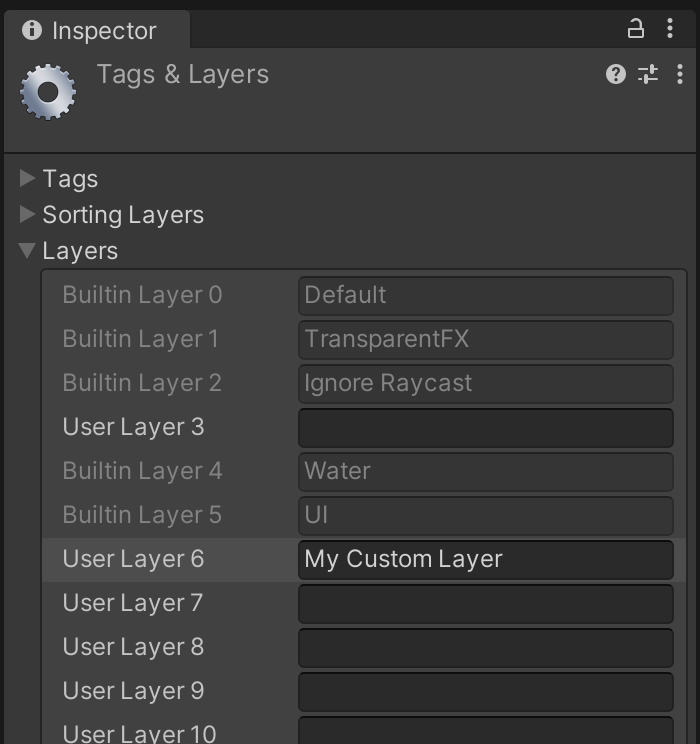 Inspector
Tags & Layers
Tags
Sorting Layers
Layers
Builtin Layer 0 Default
Builtin Layer 1 TransparentFX
Builtin Layer 2 Ignore Raycast
User Layer 3
Builtin Layer 4 Water
Builtin Layer 5 UI
User Layer 6 My Custom Layer
User Layer 7
User Layer 8
User Layer 9
User Layer 10